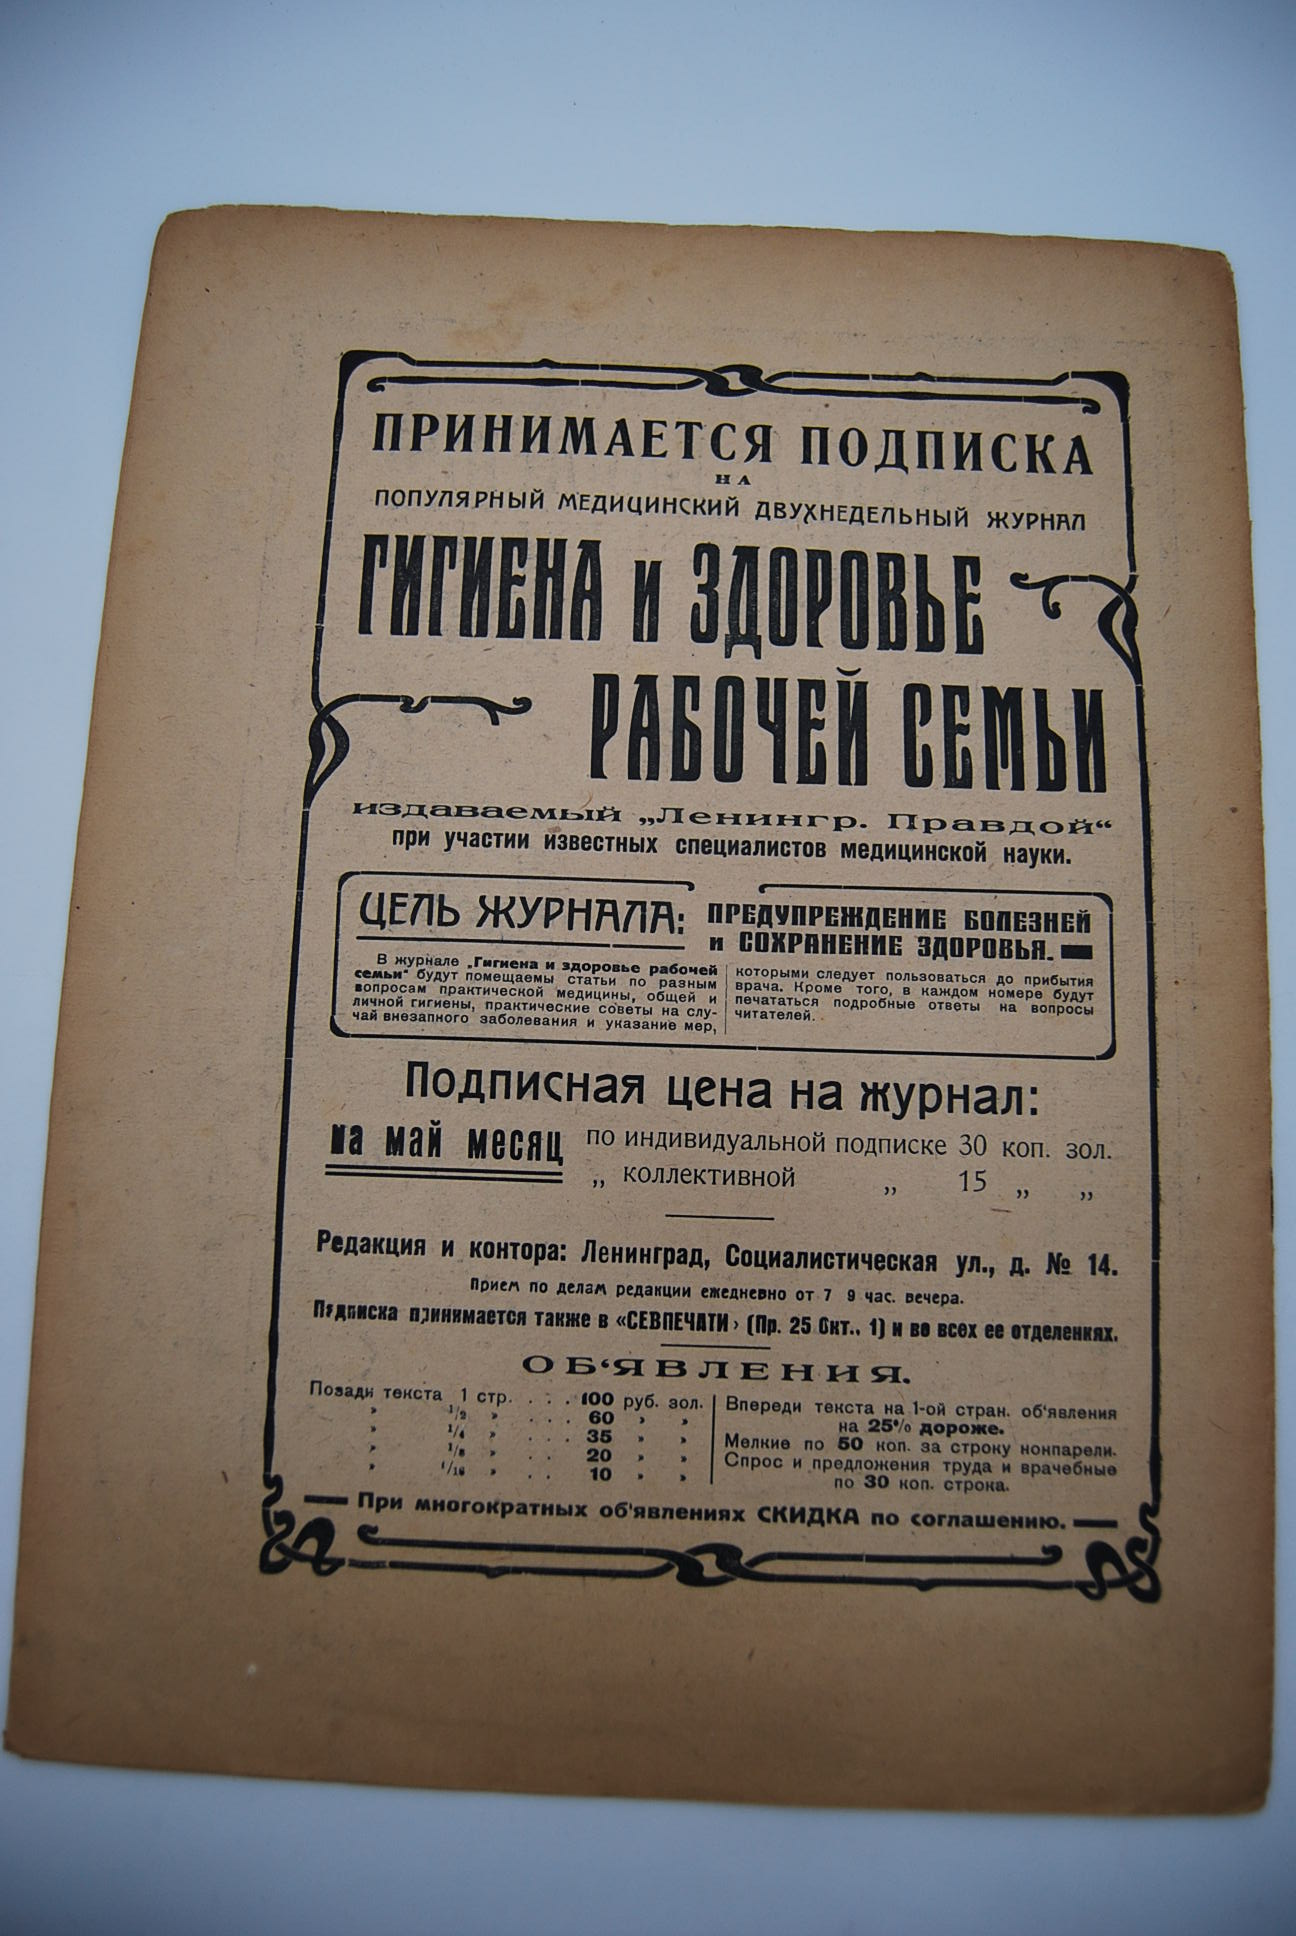 ПРИНИМАЕТСЯ ПОДПИСКА
НА
ПОПУЛЯРНЫЙ МЕДИЦИНСКИЙ ДВУХНЕДЕЛЬНЫЙ ЖУРНАЛ
ГИГИЕНА И ЗДОРОВЬЕ
РАБОЧЕЙ СЕМЬИ
издаваемый „Ленингр. Правдой“
при участии известных специалистов медицинской науки.
ЦЕЛЬ ЖУРНАЛА:
ПРЕДУПРЕЖДЕНИЕ БОЛЕЗНЕЙ
и СОХРАНЕНИЕ ЗДОРОВЬЯ.
В журнале „Гигиена и здоровье рабочей
семьи“ будут помещаемы статьи по разным
вопросам практической медицины, общей и
личной гигиены, практические советы на слу-
чай внезапного заболевания и указание мер,
которыми следует пользоваться до прибытия
врача. Кроме того, в каждом номере будут
печататься подробные ответы на вопросы
читателей.
Подписная цена на журнал:
на май месяц по индивидуальной подписке 30 коп. зол.
„ коллективной „ 15 „ „
Редакция и контора: Ленинград, Социалистическая ул., д. № 14.
Прием по делам редакции ежедневно от 7 9 час. вечера.
Подписка принимается также в «СЕВПЕЧАТИ» (Пр. 25 Окт., 1) и во всех ее отделениях.
ОБ‘ЯВЛЕНИЯ.
Позади текста 1 стр. . . . 100 руб. зол.
» 1/2 » . . . 60 » »
» 1/4 » . . . 35 » »
» 1/8 » . . 20 » »
» 1/16 » . . 10 » »
Впереди текста на 1-ой стран. об‘явления
на 25% дороже.
Мелкие по 50 коп. за строку нонпарели.
Спрос и предложения труда и врачебные
по 30 коп. строка.
При многократных об‘явлениях СКИДКА по соглашению.